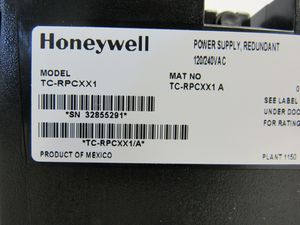 Honeywell
POWER SUPPLY, REDUNDANT
120/240VAC
MODEL
TC-RPCXX1
MAT NO
TC-RPCXX1 A
*SN 32855291*
SEE LABEL
UNDER DOO
FOR RATING
*TC-RPCXX1/A*
PRODUCT OF MEXICO
PLANT 1150